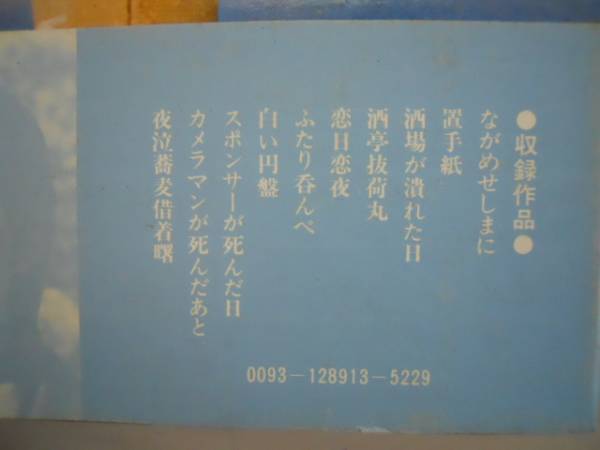 ●収録作品●
ながめせしまに
置手紙
酒場が潰れた日
酒亭抜荷丸
恋日恋夜
ふたり呑んべ
白い円盤
スポンサーが死んだ日
カメラマンが死んだあと
夜泣蕎麦借着曙
0093-128913-5229